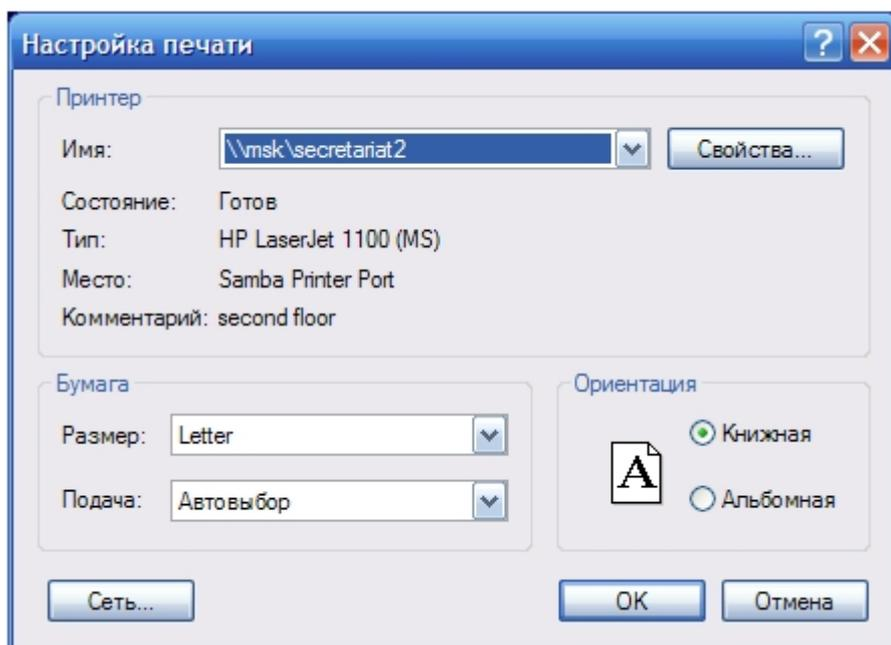 Настройка печати
Принтер
Имя: \\msk\secretariat2 Свойства...
Состояние: Готов
Тип: HP LaserJet 1100 (MS)
Место: Samba Printer Port
Комментарий: second floor
Бумага
Размер: Letter
Подача: Автовыбор
Ориентация
A
Книжная
Альбомная
Сеть... OK Отмена